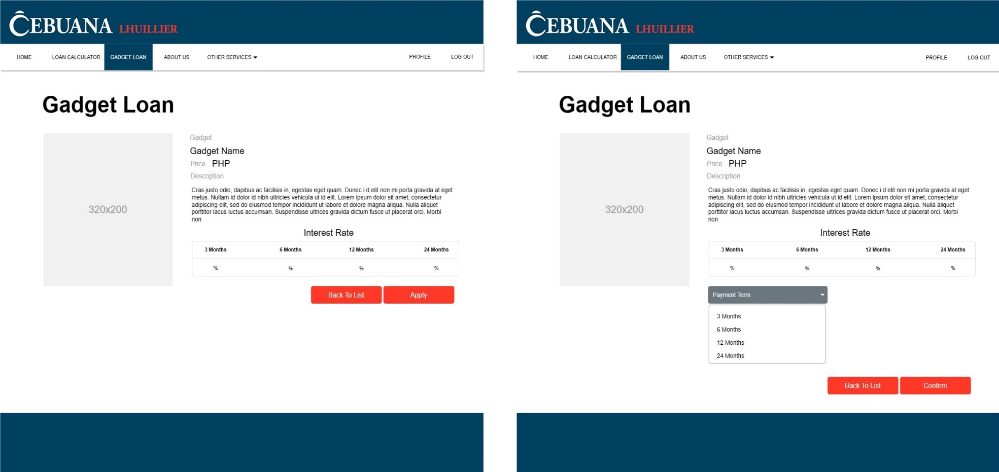 ĈEBUANA LHUILLIER
HOME LOAN CALCULATOR GADGET LOAN ABOUT US OTHER SERVICES PROFILE LOG OUT
Gadget Loan
320x200
Gadget
Gadget Name
Price PHP
Description
Cras justo odio, dapibus ac facilisis in, egestas eget quam. Donec i d elit non mi porta gravida at eget
metus. Nullam id dolor id nibh ultricies vehicula ut id elit. Lorem ipsum dolor sit amet, consectetur
adipiscing elit, sed do eiusmod tempor incididunt ut labore et dolore magna aliqua. Nulla aliquet
porttitor lacus luctus accumsan. Suspendisse ultrices gravida dictum fusce ut placerat orci. Morbi
non
Interest Rate
3 Months 6 Months 12 Months 24 Months
% % % %
Back To List Apply
ĈEBUANA LHUILLIER
HOME LOAN CALCULATOR GADGET LOAN ABOUT US OTHER SERVICES PROFILE LOG OUT
Gadget Loan
320x200
Gadget
Gadget Name
Price PHP
Description
Cras justo odio, dapibus ac facilisis in, egestas eget quam. Donec i d elit non mi porta gravida at eget
metus. Nullam id dolor id nibh ultricies vehicula ut id elit. Lorem ipsum dolor sit amet, consectetur
adipiscing elit, sed do eiusmod tempor incididunt ut labore et dolore magna aliqua. Nulla aliquet
porttitor lacus luctus accumsan. Suspendisse ultrices gravida dictum fusce ut placerat orci. Morbi
non
Interest Rate
3 Months 6 Months 12 Months 24 Months
% % % %
Payment Term
3 Months
6 Months
12 Months
24 Months
Back To List Confirm